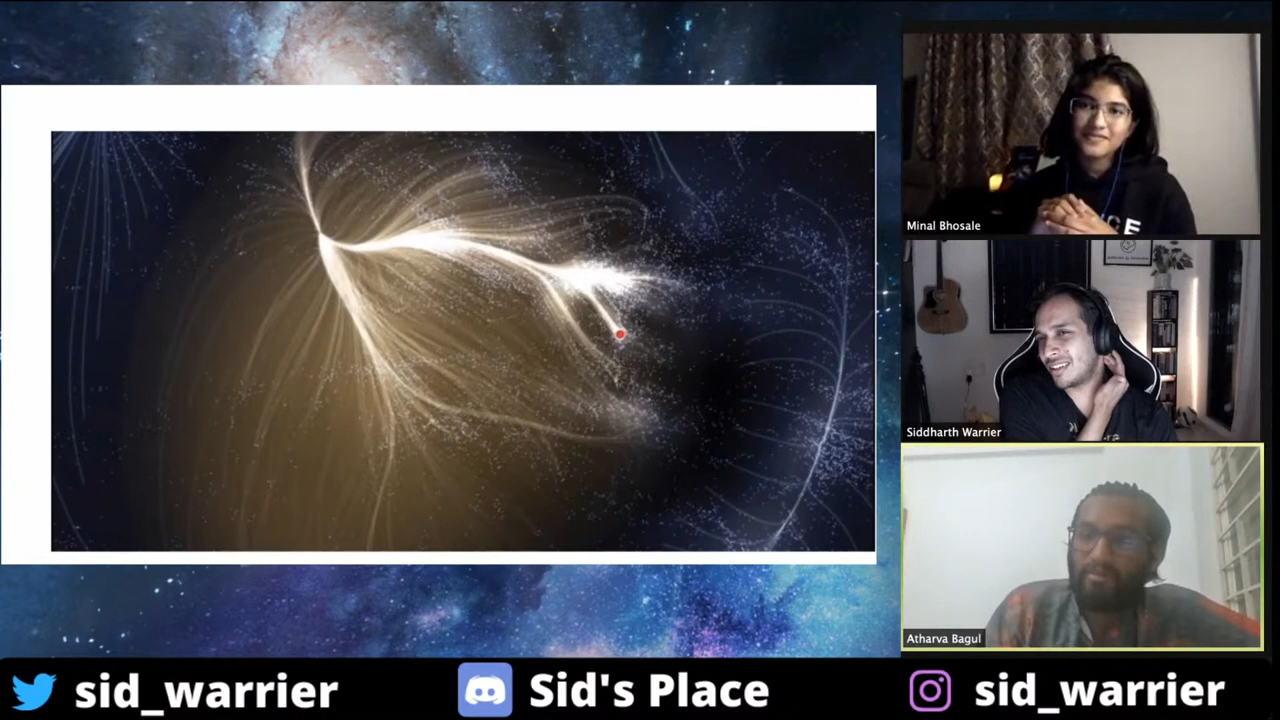 Minal Bhosale
Siddharth Warrier
Atharva Bagul
sid_warrier
Sid's Place
sid_warrier